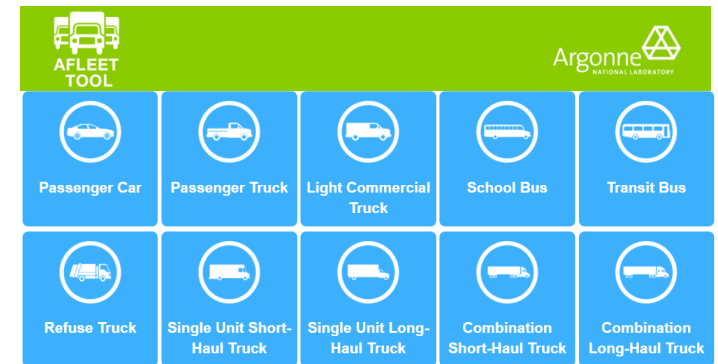 AFLEET
TOOL
Argonne
NATIONAL LABORATORY
Passenger Car
Passenger Truck
Light Commercial
Truck
School Bus
Transit Bus
Refuse Truck
Single Unit Short-
Haul Truck
Single Unit Long-
Haul Truck
Combination
Short-Haul Truck
Combination
Long-Haul Truck